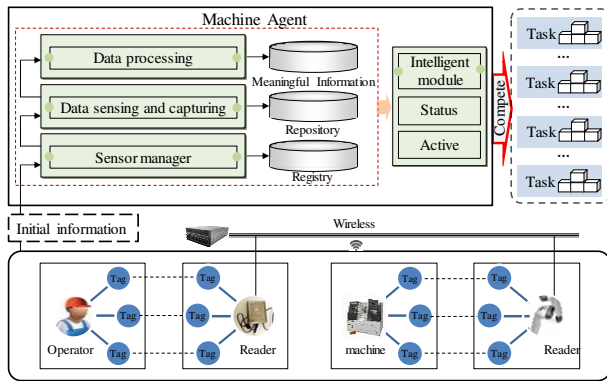 Machine Agent
Data processing
Meaningful Information
Data sensing and capturing
Repository
Sensor manager
Registry
Intelligent
module
Status
Active
Compete
Task
...
Task
...
Task
...
Task
Initial information
Wireless
Tag
Tag
Tag
Tag
Tag
Tag
Tag
Tag
Tag
Tag
Tag
Tag
Operator
Reader
machine
Reader